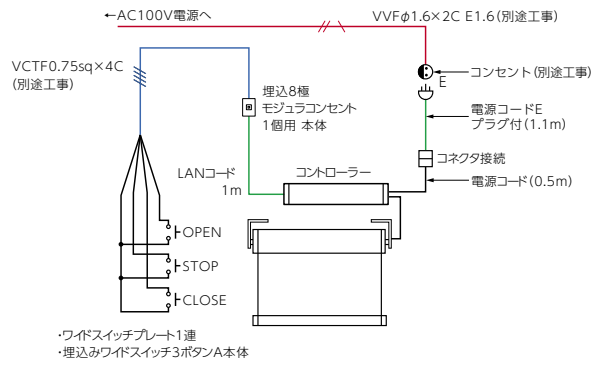 ←AC100V電源へ
VVFφ1.6×2C E1.6(別途工事)
VCTF0.75sq×4C
(別途工事)
コンセント(別途工事)
E
埋込8極
モジュラコンセント
1個用 本体
電源コードE
プラグ付(1.1m)
コネクタ接続
LANコード
1m
コントローラー
電源コード(0.5m)
OPEN
STOP
CLOSE
・ワイドスイッチプレート1連
・埋込みワイドスイッチ3ボタンA本体